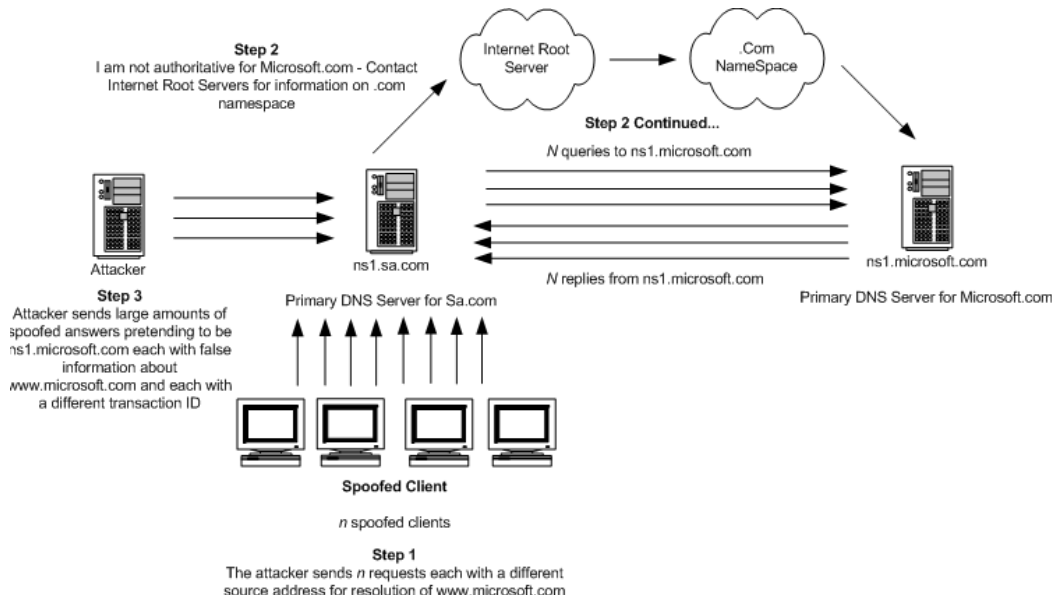 Step 2
I am not authoritative for Microsoft.com - Contact
Internet Root Servers for information on .com
namespace
Internet Root
Server
.Com
NameSpace
Step 2 Continued...
N queries to ns1.microsoft.com
Attacker
ns1.sa.com
ns1.microsoft.com
N replies from ns1.microsoft.com
Primary DNS Server for Sa.com
Primary DNS Server for Microsoft.com
Step 3
Attacker sends large amounts of
spoofed answers pretending to be
ns1.microsoft.com each with false
information about
www.microsoft.com and each with
a different transaction ID
Spoofed Client
n spoofed clients
Step 1
The attacker sends n requests each with a different
source address for resolution of www.microsoft.com